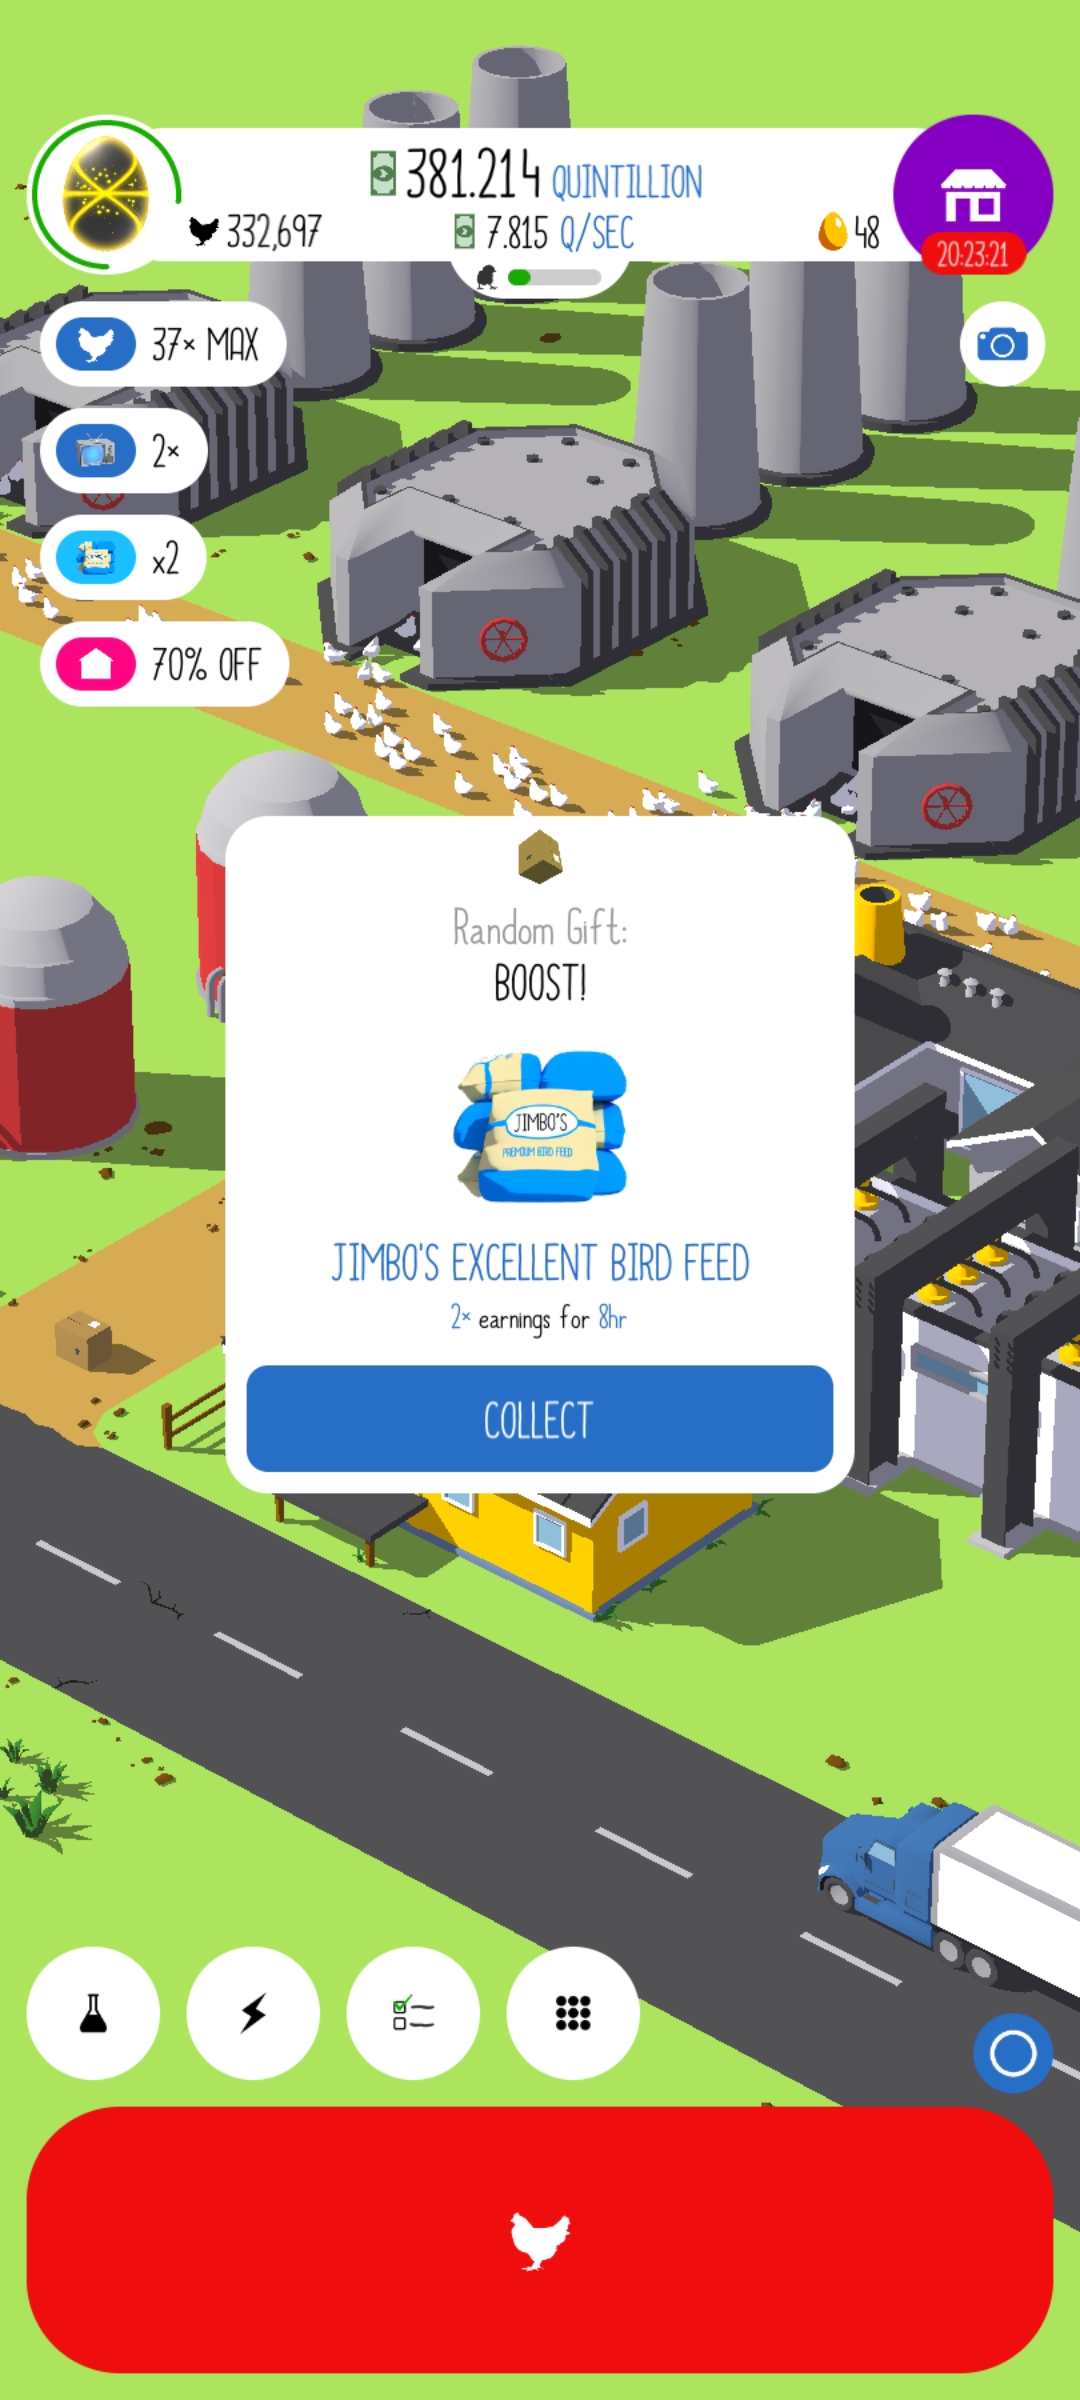 381.214 QUINTILLION
332,697
7.815 Q/SEC
48
20:23:21
37× MAX
2×
x2
70% OFF
Random Gift:
BOOST!
JIMBO'S
PREMIUM BIRD FEED
JIMBO'S EXCELLENT BIRD FEED
2× earnings for 8hr
COLLECT